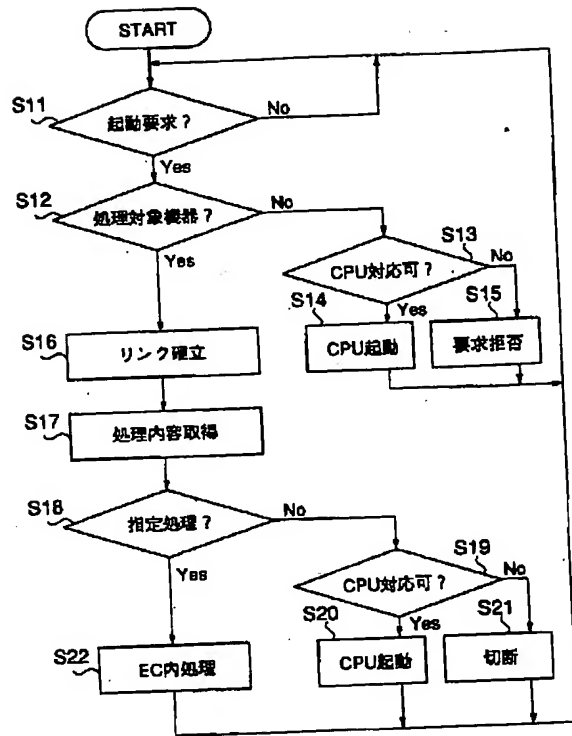 START
S11
起動要求？
No
Yes
S12
処理対象機器？
No
Yes
S13
CPU対応可？
No
S14
Yes
S15
CPU起動
要求拒否
S16
リンク確立
S17
処理内容取得
S18
指定処理？
No
Yes
S19
CPU対応可？
No
S20
Yes
S21
CPU起動
切断
S22
EC内処理